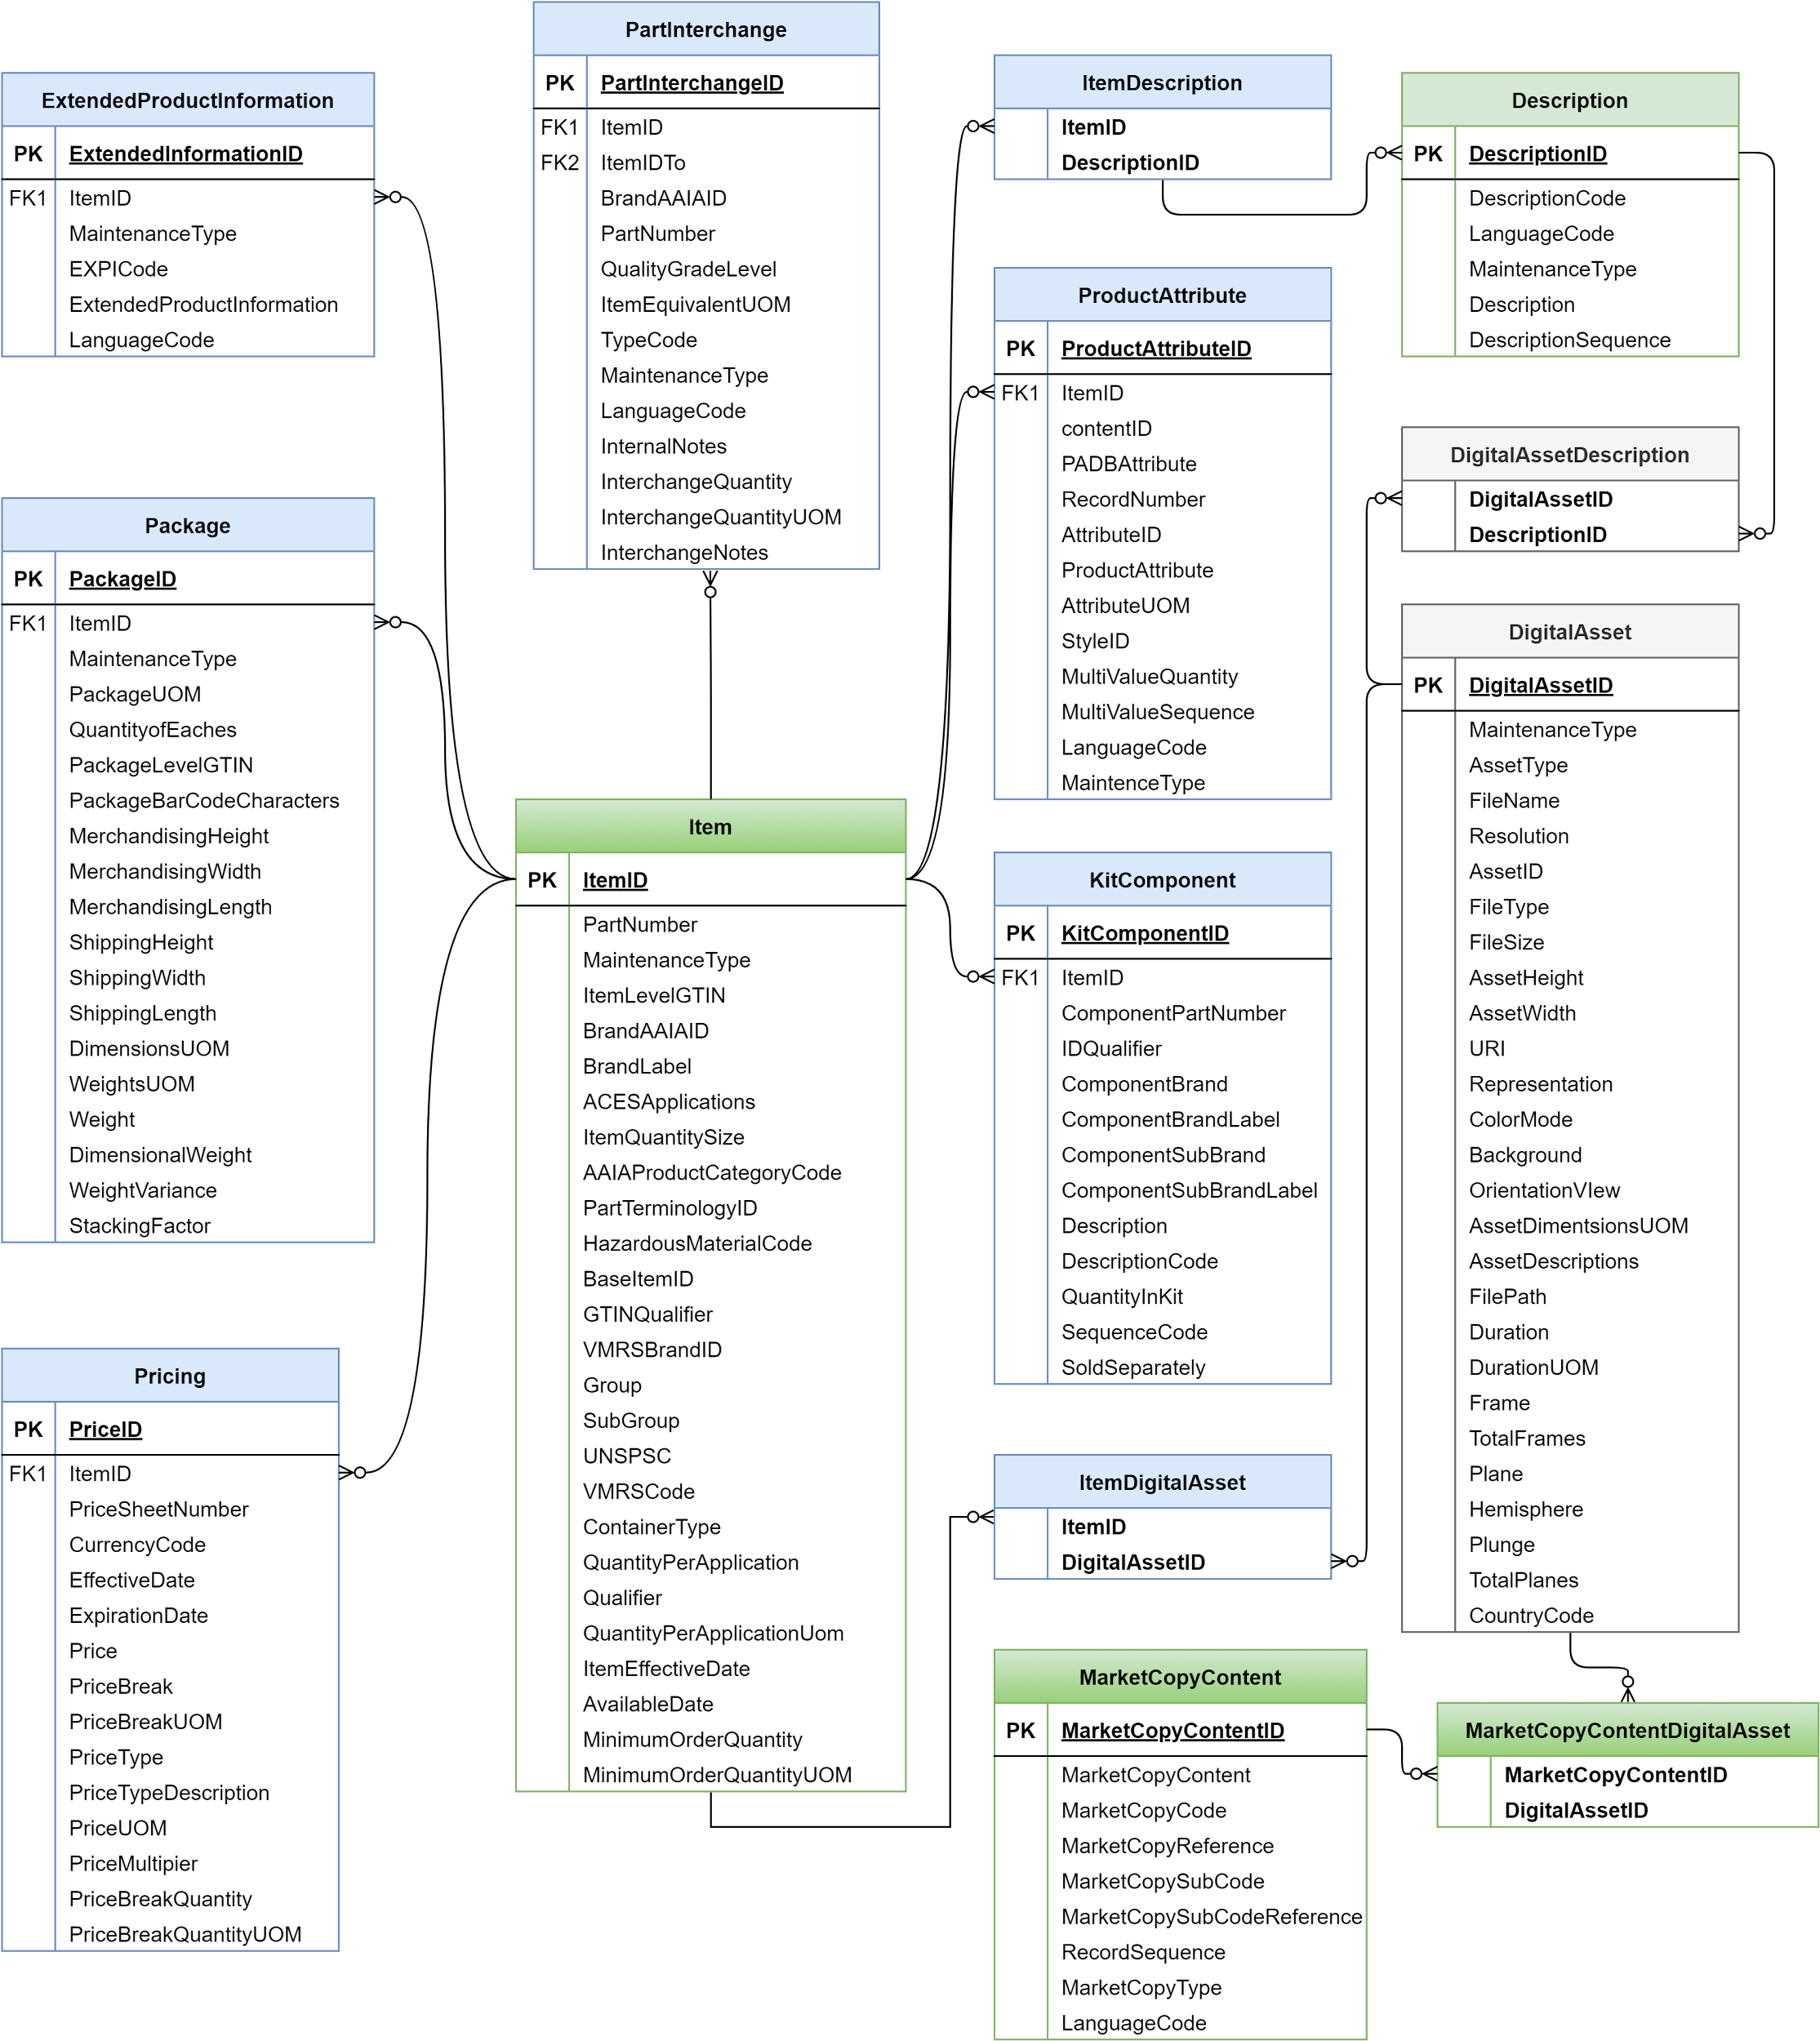 PartInterchange
PK PartInterchangeID
FK1 ItemID
FK2 ItemIDTo
BrandAAIAID
PartNumber
QualityGradeLevel
ItemEquivalentUOM
TypeCode
MaintenanceType
LanguageCode
InternalNotes
InterchangeQuantity
InterchangeQuantityUOM
InterchangeNotes
ExtendedProductInformation
PK ExtendedInformationID
FK1 ItemID
MaintenanceType
EXPICode
ExtendedProductInformation
LanguageCode
Package
PK PackageID
FK1 ItemID
MaintenanceType
PackageUOM
QuantityofEaches
PackageLevelGTIN
PackageBarCodeCharacters
MerchandisingHeight
MerchandisingWidth
MerchandisingLength
ShippingHeight
ShippingWidth
ShippingLength
DimensionsUOM
WeightsUOM
Weight
DimensionalWeight
WeightVariance
StackingFactor
Pricing
PK PriceID
FK1 ItemID
PriceSheetNumber
CurrencyCode
EffectiveDate
ExpirationDate
Price
PriceBreak
PriceBreakUOM
PriceType
PriceTypeDescription
PriceUOM
PriceMultipier
PriceBreakQuantity
PriceBreakQuantityUOM
Item
PK ItemID
PartNumber
MaintenanceType
ItemLevelGTIN
BrandAAIAID
BrandLabel
ACESApplications
ItemQuantitySize
AAIAProductCategoryCode
PartTerminologyID
HazardousMaterialCode
BaseItemID
GTINQualifier
VMRSBrandID
Group
SubGroup
UNSPSC
VMRSCode
ContainerType
QuantityPerApplication
Qualifier
QuantityPerApplicationUom
ItemEffectiveDate
AvailableDate
MinimumOrderQuantity
MinimumOrderQuantityUOM
ItemDescription
ItemID
DescriptionID
ProductAttribute
PK ProductAttributeID
FK1 ItemID
contentID
PADBAttribute
RecordNumber
AttributeID
ProductAttribute
AttributeUOM
StyleID
MultiValueQuantity
MultiValueSequence
LanguageCode
MaintenceType
KitComponent
PK KitComponentID
FK1 ItemID
ComponentPartNumber
IDQualifier
ComponentBrand
ComponentBrandLabel
ComponentSubBrand
ComponentSubBrandLabel
Description
DescriptionCode
QuantityInKit
SequenceCode
SoldSeparately
ItemDigitalAsset
ItemID
DigitalAssetID
MarketCopyContent
PK MarketCopyContentID
MarketCopyContent
MarketCopyCode
MarketCopyReference
MarketCopySubCode
MarketCopySubCodeReference
RecordSequence
MarketCopyType
LanguageCode
Description
PK DescriptionID
DescriptionCode
LanguageCode
MaintenanceType
Description
DescriptionSequence
DigitalAssetDescription
DigitalAssetID
DescriptionID
DigitalAsset
PK DigitalAssetID
MaintenanceType
AssetType
FileName
Resolution
AssetID
FileType
FileSize
AssetHeight
AssetWidth
URI
Representation
ColorMode
Background
OrientationVIew
AssetDimentsionsUOM
AssetDescriptions
FilePath
Duration
DurationUOM
Frame
TotalFrames
Plane
Hemisphere
Plunge
TotalPlanes
CountryCode
MarketCopyContentDigitalAsset
MarketCopyContentID
DigitalAssetID